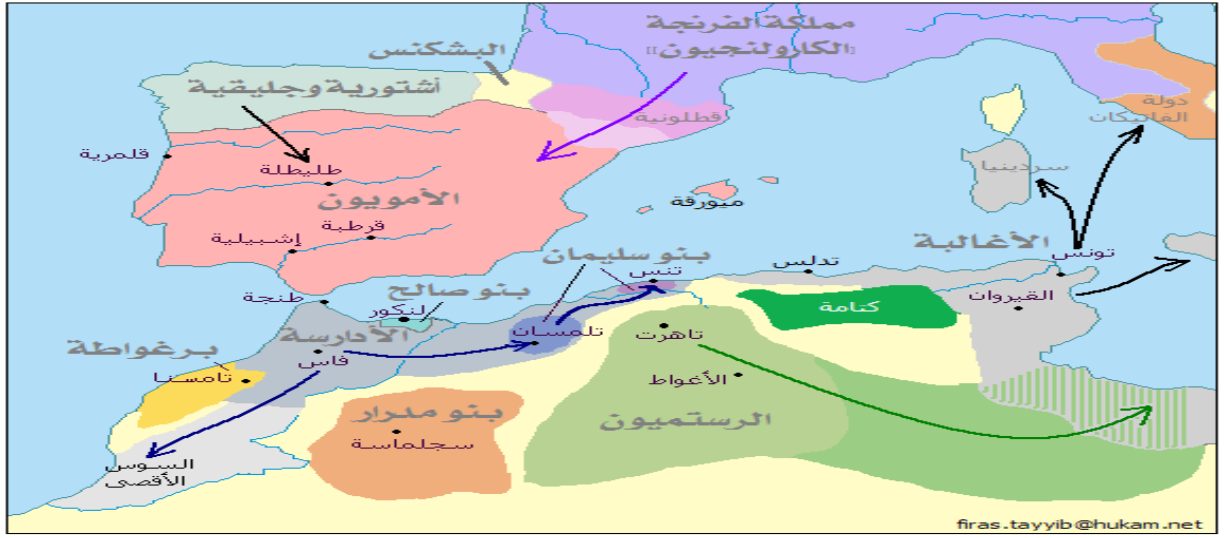 مملكة الفرنجة
[[الكارولنجيون]]
البشكنس
أشتورية وجليقية
قطلونية
دولة
الفاتيكان
قلمرية
طليطلة
سردينيا
الأمويون
ميورقة
قرطبة
إشبيلية
الأغالبة
بنو سليمان
تونس
تدلس
تنس
بنو صالح
القيروان
طنجة
لنكور
كتامة
الأدارسة
تلمسان
تاهرت
برغواطة
فاس
تامسنا
الأغواط
بنو مدرار
الرستميون
سجلماسة
السوس
الأقصى
firas.tayyib@hukam.net